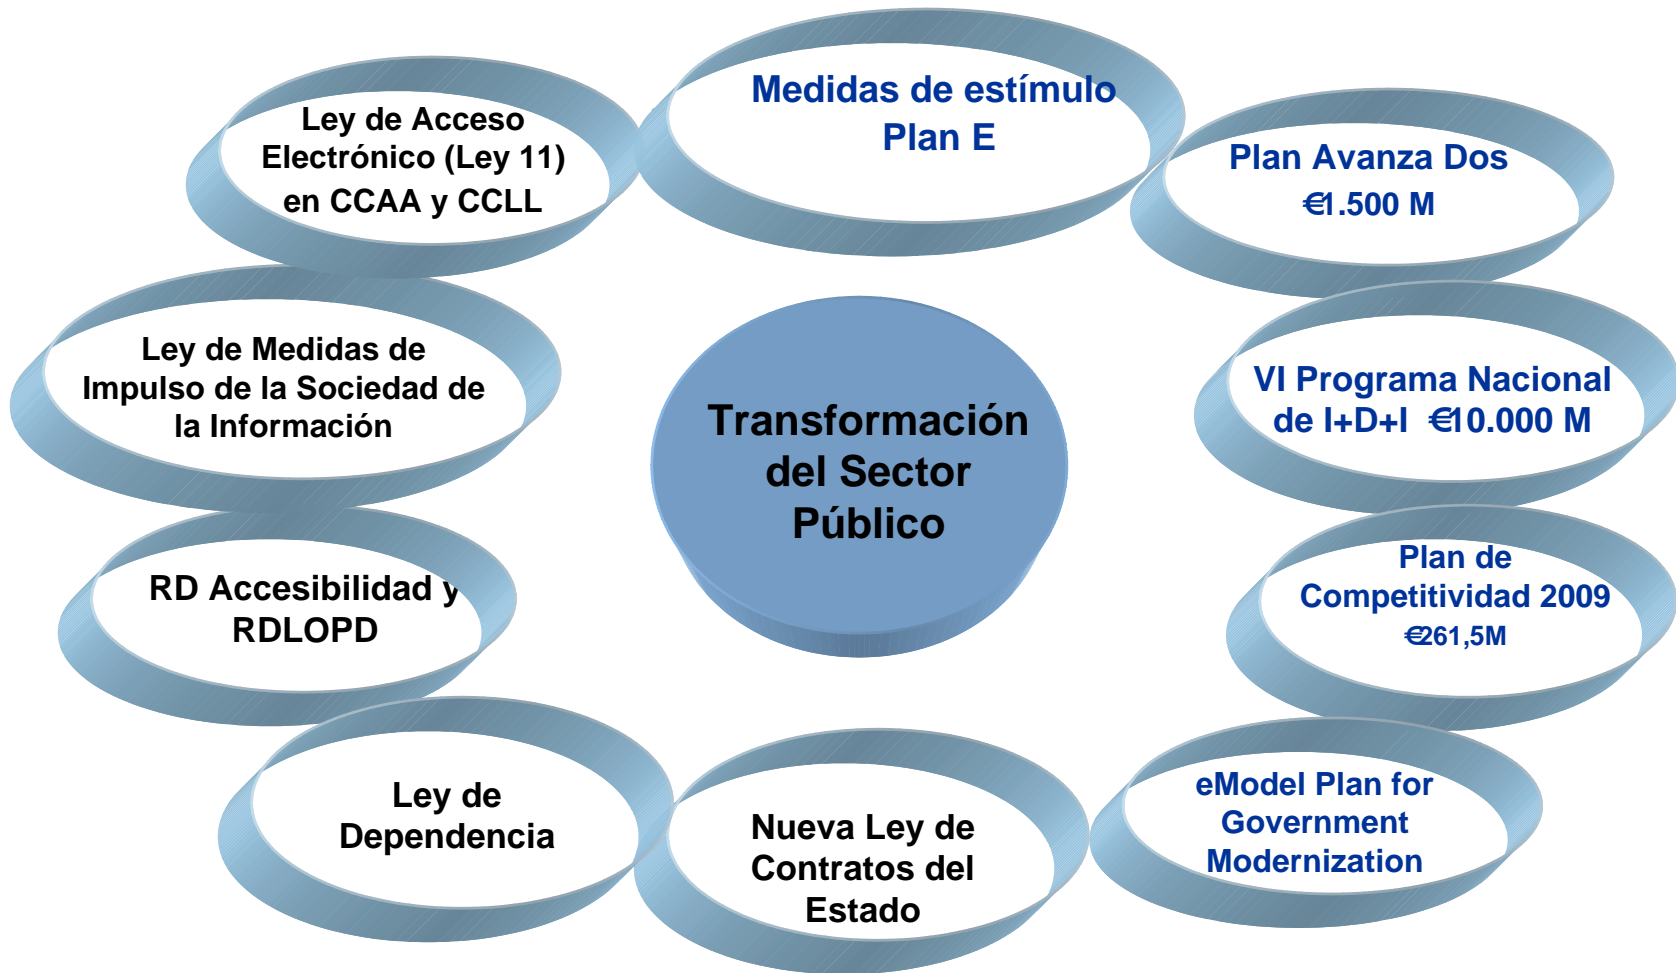 Medidas de estímulo
Plan E
Ley de Acceso
Electrónico (Ley 11)
en CCAA y CCLL
Plan Avanza Dos
€1.500 M
Ley de Medidas de
Impulso de la Sociedad de
la Información
VI Programa Nacional
de I+D+I €10.000 M
Transformación
del Sector
Público
RD Accesibilidad y
RDLOPD
Plan de
Competitividad 2009
€261,5M
Ley de
Dependencia
Nueva Ley de
Contratos del
Estado
eModel Plan for
Government
Modernization